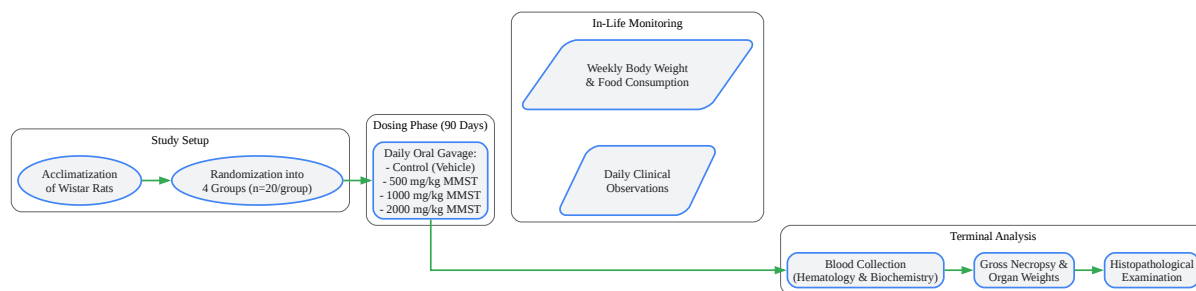 Study Setup
Acclimatization
of Wistar Rats
Randomization into
4 Groups (n=20/group)
Dosing Phase (90 Days)
Daily Oral Gavage:
- Control (Vehicle)
- 500 mg/kg MMST
- 1000 mg/kg MMST
- 2000 mg/kg MMST
In-Life Monitoring
Weekly Body Weight
& Food Consumption
Daily Clinical
Observations
Terminal Analysis
Blood Collection
(Hematology & Biochemistry)
Gross Necropsy &
Organ Weights
Histopathological
Examination